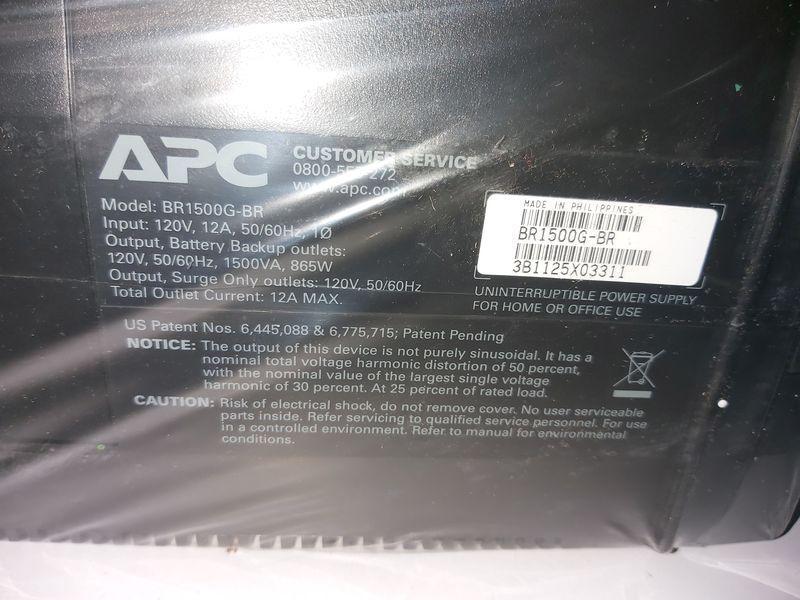 APC
CUSTOMER SERVICE
www.apc.com
Model: BR1500G-BR
Input: 120V, 12A, 50/60Hz, 1Ø
Output, Battery Backup outlets:
120V, 50/60Hz, 1500VA, 865W
Output, Surge Only outlets: 120V, 50/60Hz
Total Outlet Current: 12A MAX.
MADE IN PHILIPPINES
BR1500G-BR
3B1125X03311
UNINTERRUPTIBLE POWER SUPPLY
FOR HOME OR OFFICE USE
US Patent Nos. 6,445,088 & 6,775,715; Patent Pending
NOTICE: The output of this device is not purely sinusoidal. It has a
nominal total voltage harmonic distortion of 50 percent,
with the nominal value of the largest single voltage
harmonic of 30 percent. At 25 percent of rated load.
CAUTION: Risk of electrical shock, do not remove cover. No user serviceable
parts inside. Refer servicing to qualified service personnel. For use
in a controlled environment. Refer to manual for environmental
conditions.